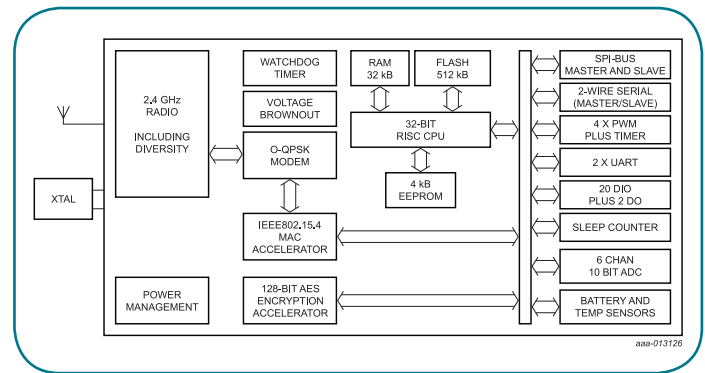 2.4 GHz
RADIO
INCLUDING
DIVERSITY
XTAL
POWER
MANAGEMENT
WATCHDOG
TIMER
VOLTAGE
BROWNOUT
O-QPSK
MODEM
IEEE802.15.4
MAC
ACCELERATOR
128-BIT AES
ENCRYPTION
ACCELERATOR
RAM
32 kB
FLASH
512 kB
32-BIT
RISC CPU
4 kB
EEPROM
SPI-BUS
MASTER AND SLAVE
2-WIRE SERIAL
(MASTER/SLAVE)
4 X PWM
PLUS TIMER
2 X UART
20 DIO
PLUS 2 DO
SLEEP COUNTER
6 CHAN
10 BIT ADC
BATTERY AND
TEMP SENSORS
aaa-013126